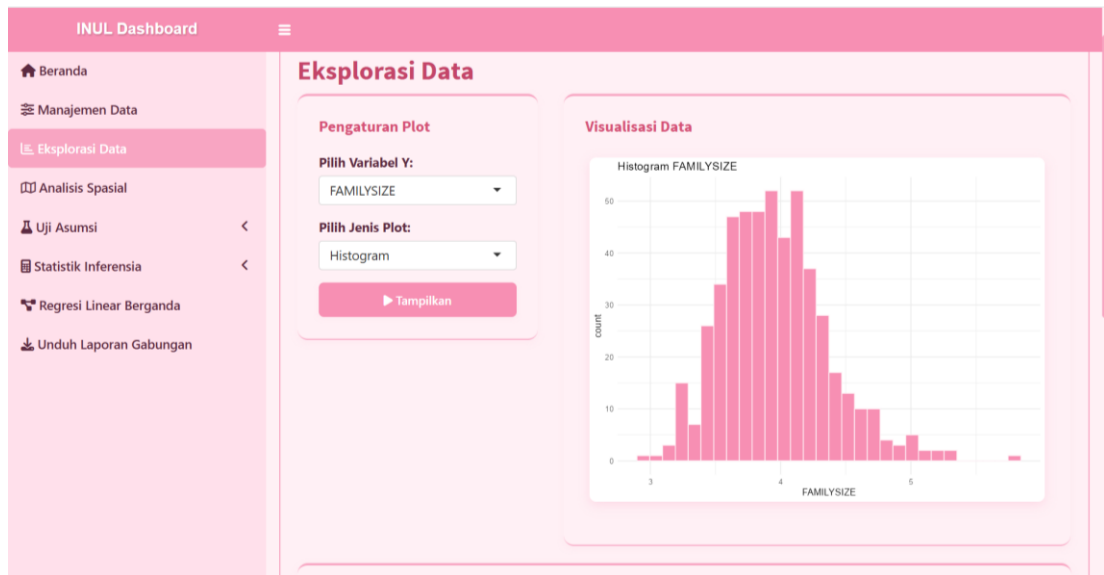 INUL Dashboard
Beranda
Manajemen Data
Eksplorasi Data
Analisis Spasial
Uji Asumsi
Statistik Inferensia
Regresi Linear Berganda
Unduh Laporan Gabungan
Eksplorasi Data
Pengaturan Plot
Pilih Variabel Y:
FAMILYSIZE
Pilih Jenis Plot:
Histogram
Tampilkan
Visualisasi Data
Histogram FAMILYSIZE
50
40
30
20
10
0
count
3
4
5
FAMILYSIZE